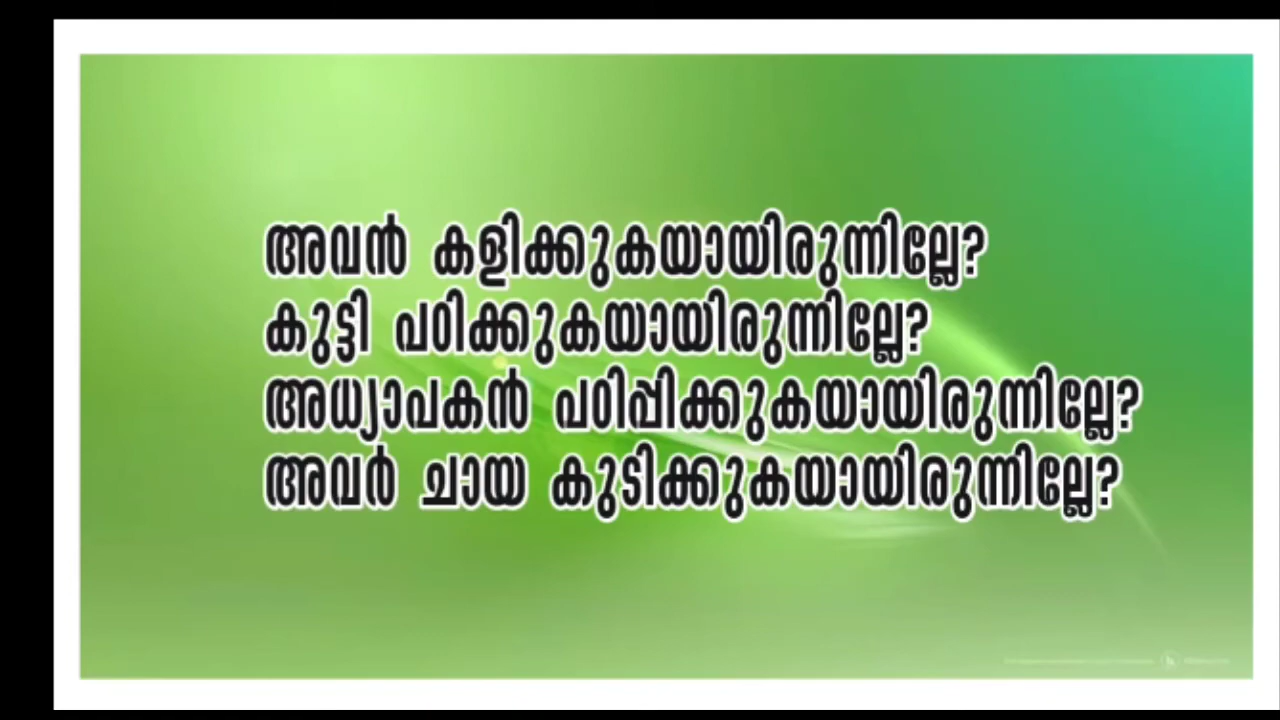 അവൻ കളിക്കുകയായിരുന്നില്ലേ?
കുട്ടി പഠിക്കുകയായിരുന്നില്ലേ?
അധ്യാപകൻ പഠിപ്പിക്കുകയായിരുന്നില്ലേ?
അവർ ചായ കുടിക്കുകയായിരുന്നില്ലേ?